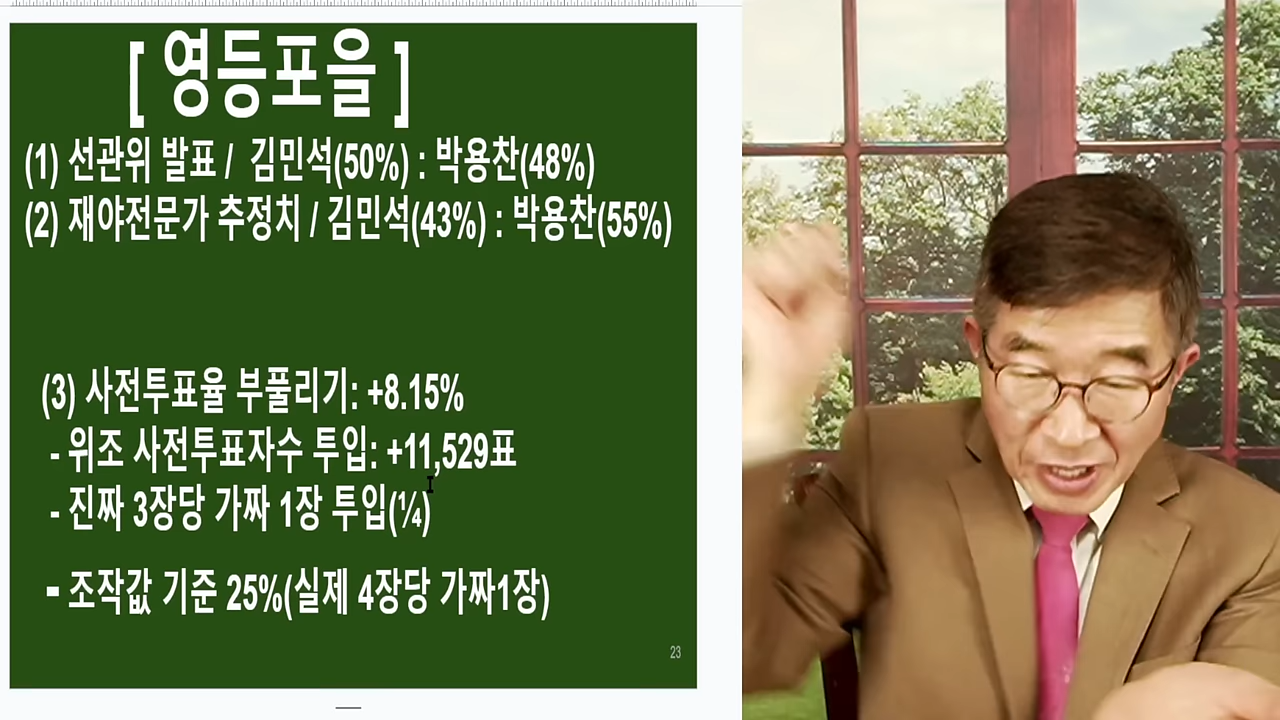 [ 영등포을 ]
(1) 선관위 발표 / 김민석(50%) : 박용찬(48%)
(2) 재야전문가 추정치 / 김민석(43%) : 박용찬(55%)
(3) 사전투표율 부풀리기: +8.15%
- 위조 사전투표자수 투입: +11,529표
- 진짜 3장당 가짜 1장 투입(¼)
- 조작값 기준 25%(실제 4장당 가짜1장)
23